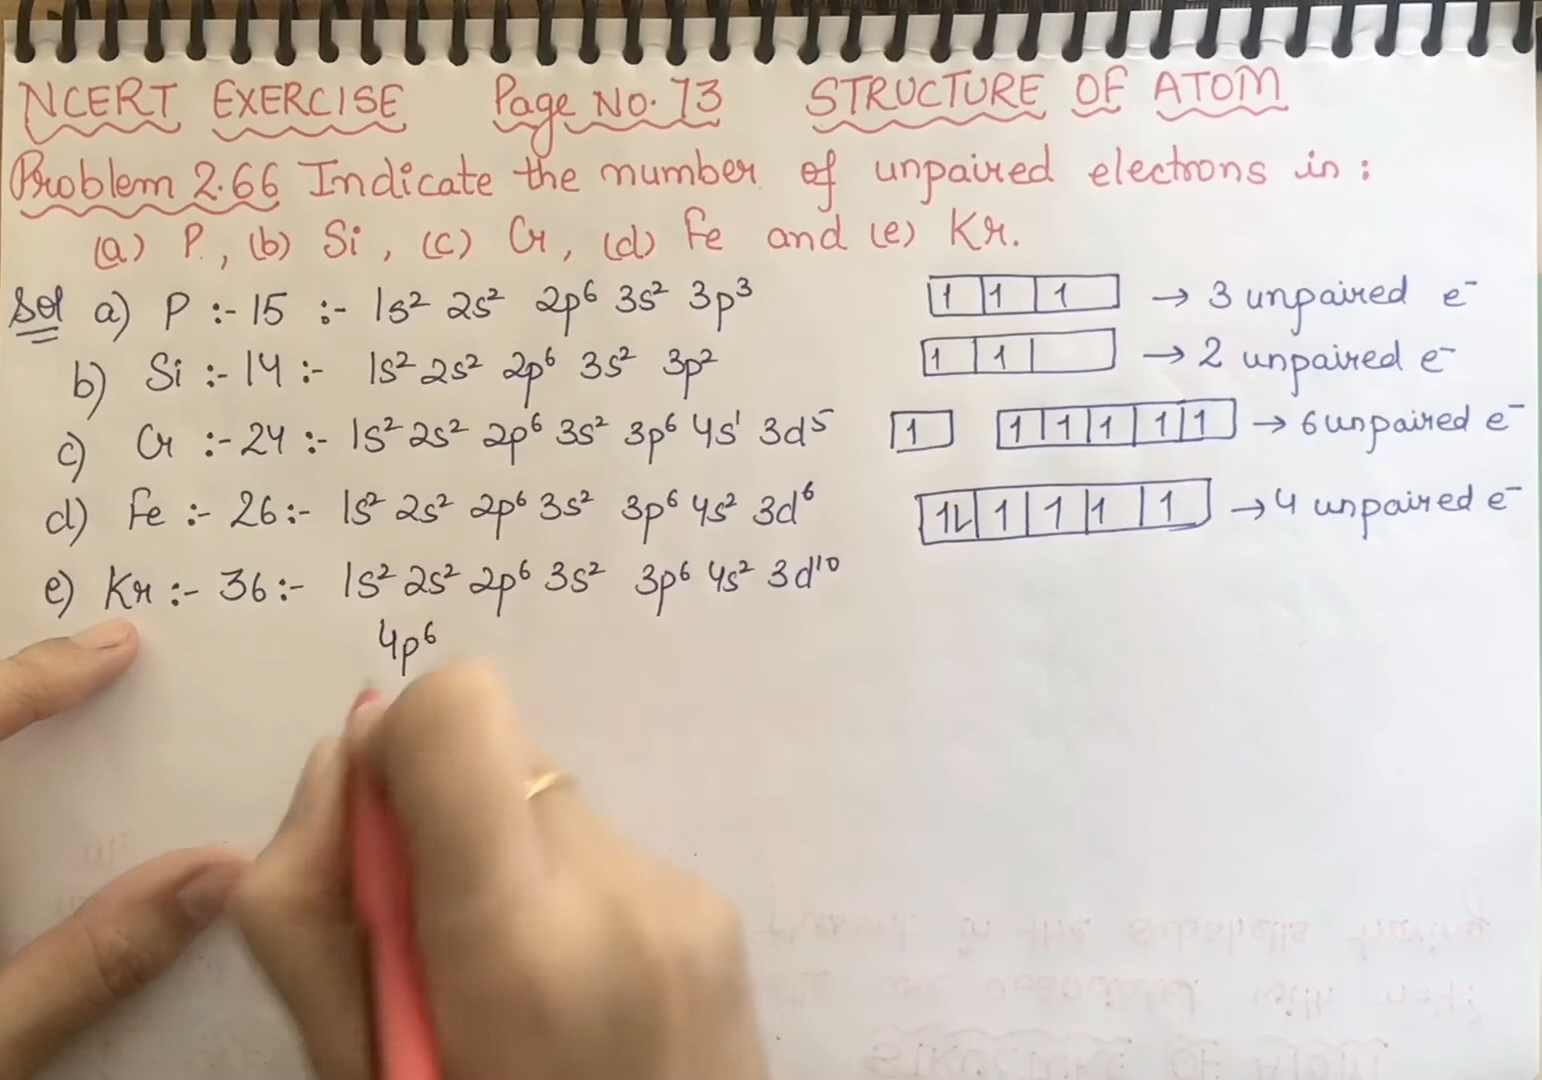 NCERT EXERCISE Page No. 73 STRUCTURE OF ATOM
Problem 2.66 Indicate the number of unpaired electrons in :
(a) P, (b) Si, (c) Cr, (d) Fe and (e) Kr.
Sol a) P :- 15 :- 1s² 2s² 2p⁶ 3s² 3p³ 1 1 1 → 3 unpaired e⁻
b) Si :- 14 :- 1s² 2s² 2p⁶ 3s² 3p² 1 1 → 2 unpaired e⁻
c) Cr :- 24 :- 1s² 2s² 2p⁶ 3s² 3p⁶ 4s¹ 3d⁵ 1 1 1 1 1 1 → 6 unpaired e⁻
d) Fe :- 26 :- 1s² 2s² 2p⁶ 3s² 3p⁶ 4s² 3d⁶ 1⇂ 1 1 1 1 → 4 unpaired e⁻
e) Kr :- 36 :- 1s² 2s² 2p⁶ 3s² 3p⁶ 4s² 3d¹⁰
4p⁶